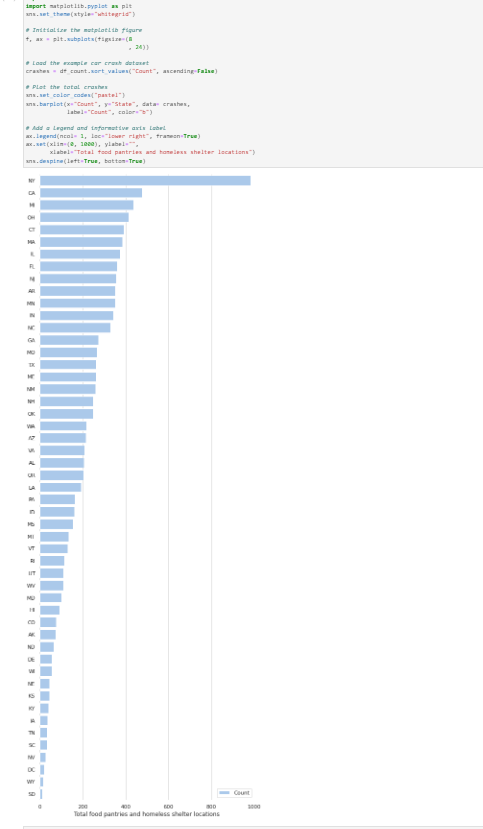 import matplotlib.pyplot as plt
sns.set_theme(style="whitegrid")
# Initialize the matplotlib figure
f, ax = plt.subplots(figsize=(8
, 24))
# Load the example car crash dataset
crashes = df_count.sort_values("Count", ascending=False)
# Plot the total crashes
sns.set_color_codes("pastel")
sns.barplot(x="Count", y="State", data= crashes,
label="Count", color="b")
# Add a legend and informative axis label
ax.legend(ncol= 1, loc="lower right", frameon=True)
ax.set(xlim=(0, 1000), ylabel="",
xlabel="Total food pantries and homeless shelter locations")
sns.despine(left=True, bottom=True)
NY
CA
MI
OH
CT
MA
IL
FL
NJ
AR
MN
IN
NC
GA
MO
TX
ME
NM
NH
OK
WA
AZ
VA
AL
OR
LA
PA
ID
MS
MT
VT
RI
UT
WV
MD
HI
CO
AK
ND
DE
WI
NE
KS
KY
IA
TN
SC
NV
DC
WY
SD
Count
0 200 400 600 800 1000
Total food pantries and homeless shelter locations